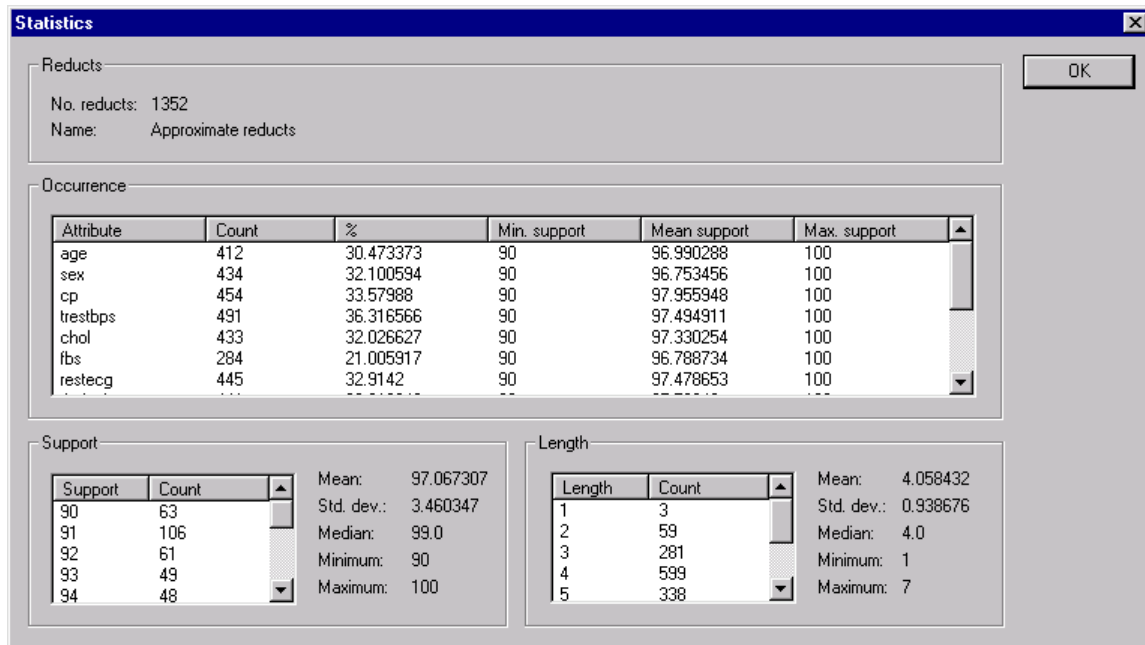 Statistics
Reducts
OK
No. reducts: 1352
Name: Approximate reducts
Occurrence
Attribute Count % Min. support Mean support Max. support
age 412 30.473373 90 96.990288 100
sex 434 32.100594 90 96.753456 100
cp 454 33.57988 90 97.955948 100
trestbps 491 36.316566 90 97.494911 100
chol 433 32.026627 90 97.330254 100
fbs 284 21.005917 90 96.788734 100
restecg 445 32.9142 90 97.478653 100
Support
Support Count
90 63
91 106
92 61
93 49
94 48
Mean: 97.067307
Std. dev.: 3.460347
Median: 99.0
Minimum: 90
Maximum: 100
Length
Length Count
1 3
2 59
3 281
4 599
5 338
Mean: 4.058432
Std. dev.: 0.938676
Median: 4.0
Minimum: 1
Maximum: 7